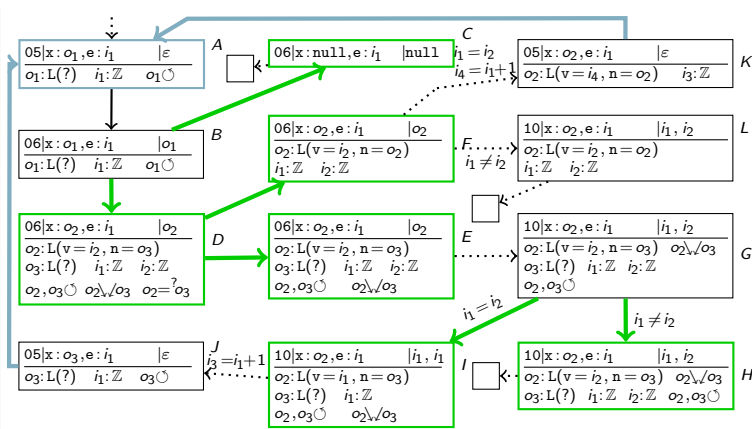 05|x:o₁,e:i₁ |ε
o₁:L(?) i₁:ℤ o₁↺
A
06|x:null,e:i₁ |null
C
i₁=i₂
i₄=i₁+1
05|x:o₂,e:i₁ |ε
o₂:L(v=i₄,n=o₂) i₃:ℤ
K
06|x:o₁,e:i₁ |o₁
o₁:L(?) i₁:ℤ o₁↺
B
06|x:o₂,e:i₁ |o₂
o₂:L(v=i₂,n=o₂)
i₁:ℤ i₂:ℤ
F
i₁≠i₂
10|x:o₂,e:i₁ |i₁,i₂
o₂:L(v=i₂,n=o₂)
i₁:ℤ i₂:ℤ
L
06|x:o₂,e:i₁ |o₂
o₂:L(v=i₂,n=o₃)
o₃:L(?) i₁:ℤ i₂:ℤ
o₂,o₃↺ o₂↘↙o₃ o₂=?o₃
D
06|x:o₂,e:i₁ |o₂
o₂:L(v=i₂,n=o₃)
o₃:L(?) i₁:ℤ i₂:ℤ
o₂,o₃↺ o₂↘↙o₃
E
10|x:o₂,e:i₁ |i₁,i₂
o₂:L(v=i₂,n=o₃) o₂↘↙o₃
o₃:L(?) i₁:ℤ i₂:ℤ
o₂,o₃↺
G
i₁=i₂
i₁≠i₂
05|x:o₃,e:i₁ |ε
o₃:L(?) i₁:ℤ o₃↺
J
i₃=i₁+1
10|x:o₂,e:i₁ |i₁,i₁
o₂:L(v=i₁,n=o₃)
o₃:L(?) i₁:ℤ
o₂,o₃↺ o₂↘↙o₃
I
10|x:o₂,e:i₁ |i₁,i₂
o₂:L(v=i₂,n=o₃) o₂↘↙o₃
o₃:L(?) i₁:ℤ i₂:ℤ o₂,o₃↺
H